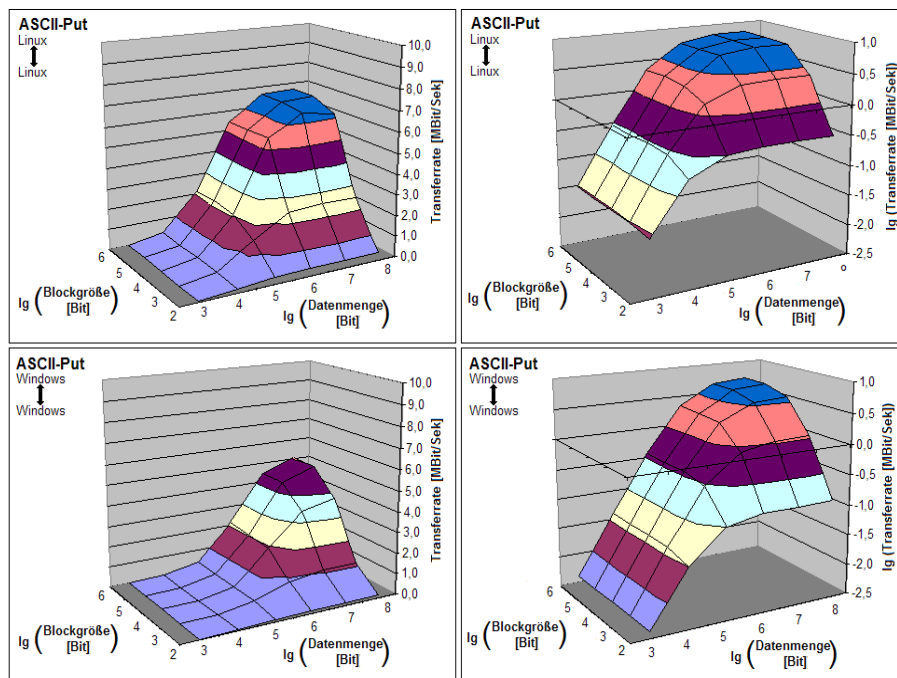 ASCII-Put
Linux
Linux
10,0
9,0
8,0
7,0
6,0
5,0
4,0
3,0
2,0
1,0
0,0
Transferrate [MBit/Sek]
6
5
4
3
2
lg (Blockgröße)
[Bit]
3
4
5
6
7
8
lg (Datenmenge)
[Bit]
ASCII-Put
Linux
Linux
1,0
0,5
0,0
-0,5
-1,0
-1,5
-2,0
-2,5
lg (Transferrate [MBit/Sek])
6
5
4
3
2
lg (Blockgröße)
[Bit]
3
4
5
6
7
o
lg (Datenmenge)
[Bit]
ASCII-Put
Windows
Windows
10,0
9,0
8,0
7,0
6,0
5,0
4,0
3,0
2,0
1,0
0,0
Transferrate [MBit/Sek]
6
5
4
3
2
lg (Blockgröße)
[Bit]
3
4
5
6
7
8
lg (Datenmenge)
[Bit]
ASCII-Put
Windows
Windows
1,0
0,5
0,0
-0,5
-1,0
-1,5
-2,0
-2,5
lg (Transferrate [MBit/Sek])
6
5
4
3
2
lg (Blockgröße)
[Bit]
3
4
5
6
7
8
lg (Datenmenge)
[Bit]